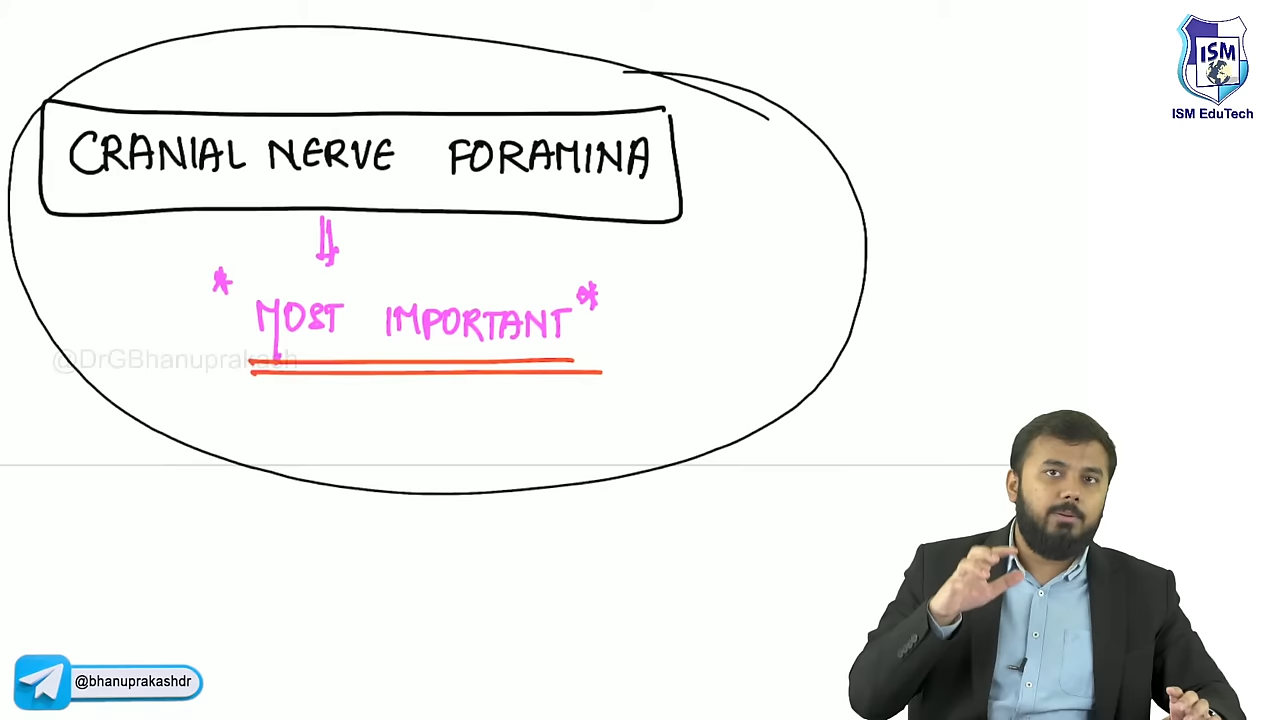 ISM
ISM EduTech
CRANIAL NERVE FORAMINA
* MOST IMPORTANT *
@DrGBhanuprakash
@bhanuprakashdr